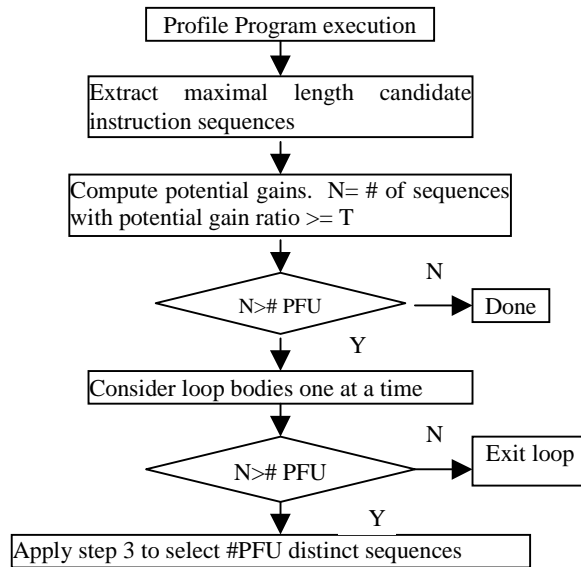 Profile Program execution
Extract maximal length candidate
instruction sequences
Compute potential gains. N= # of sequences
with potential gain ratio >= T
N
N># PFU
Done
Y
Consider loop bodies one at a time
N
N># PFU
Exit loop
Y
Apply step 3 to select #PFU distinct sequences